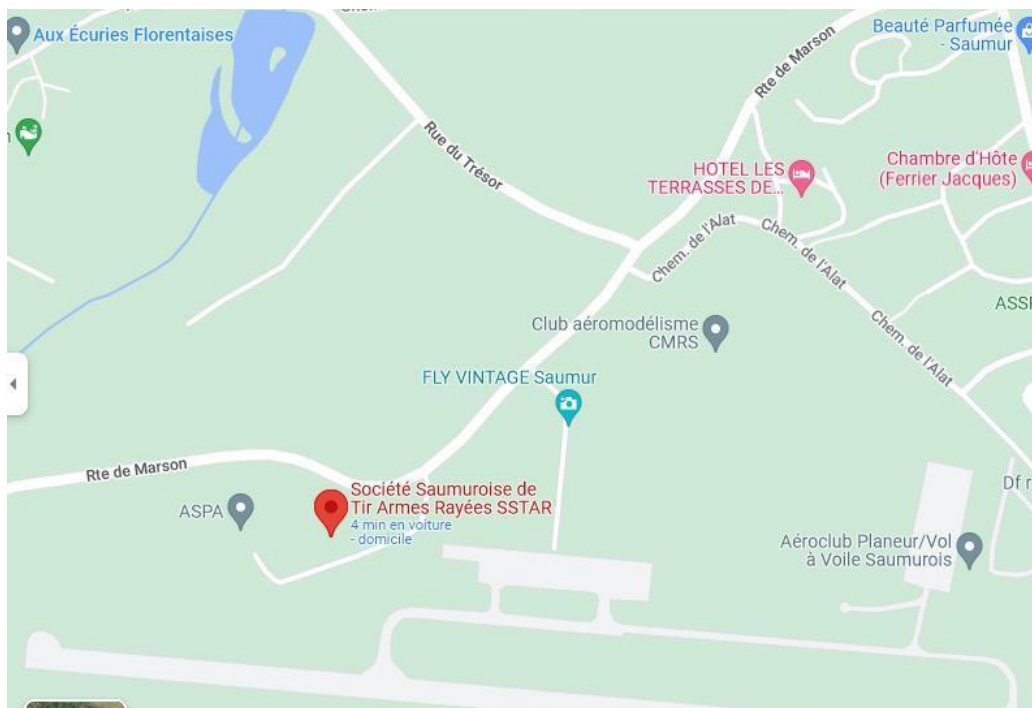 Aux Écuries Florentaises
Beauté Parfumée
- Saumur
Rte de Marson
Rue du Trésor
HOTEL LES
TERRASSES DE...
Chambre d'Hôte
(Ferrier Jacques)
Chem. de l'Alat
Chem. de l'Alat
Chem. de l'Alat
Club aéromodélisme
CMRS
FLY VINTAGE Saumur
Rte de Marson
Société Saumuroise de
Tir Armes Rayées SSTAR
4 min en voiture
- domicile
ASPA
Aéroclub Planeur/Vol
à Voile Saumurois